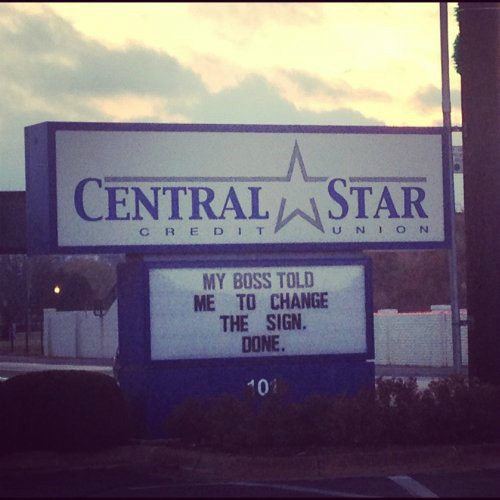 CENTRAL STAR
CREDIT UNION
MY BOSS TOLD
ME TO CHANGE
THE SIGN.
DONE.